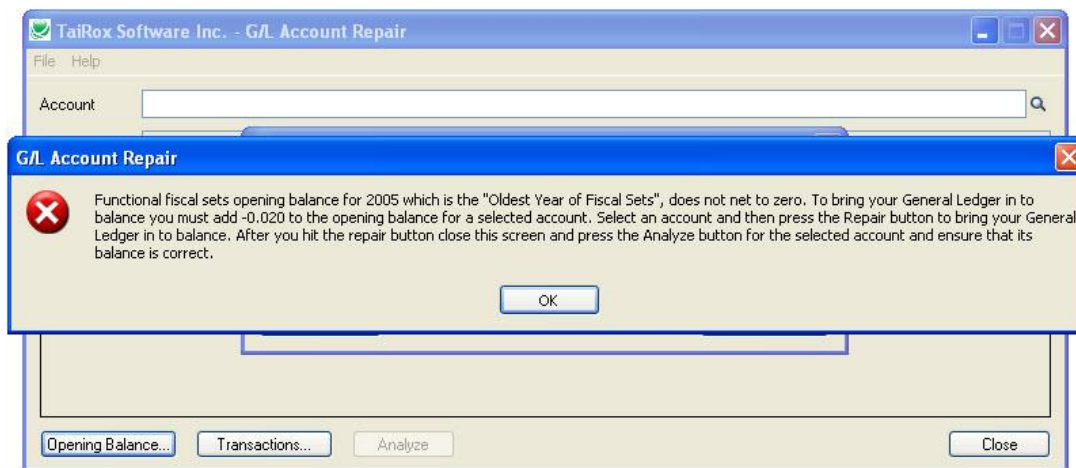 TaiRox Software Inc. - G/L Account Repair
File Help
Account
G/L Account Repair
Functional fiscal sets opening balance for 2005 which is the "Oldest Year of Fiscal Sets", does not net to zero. To bring your General Ledger in to
balance you must add -0.020 to the opening balance for a selected account. Select an account and then press the Repair button to bring your General
Ledger in to balance. After you hit the repair button close this screen and press the Analyze button for the selected account and ensure that its
balance is correct.
OK
Opening Balance... Transactions... Analyze Close